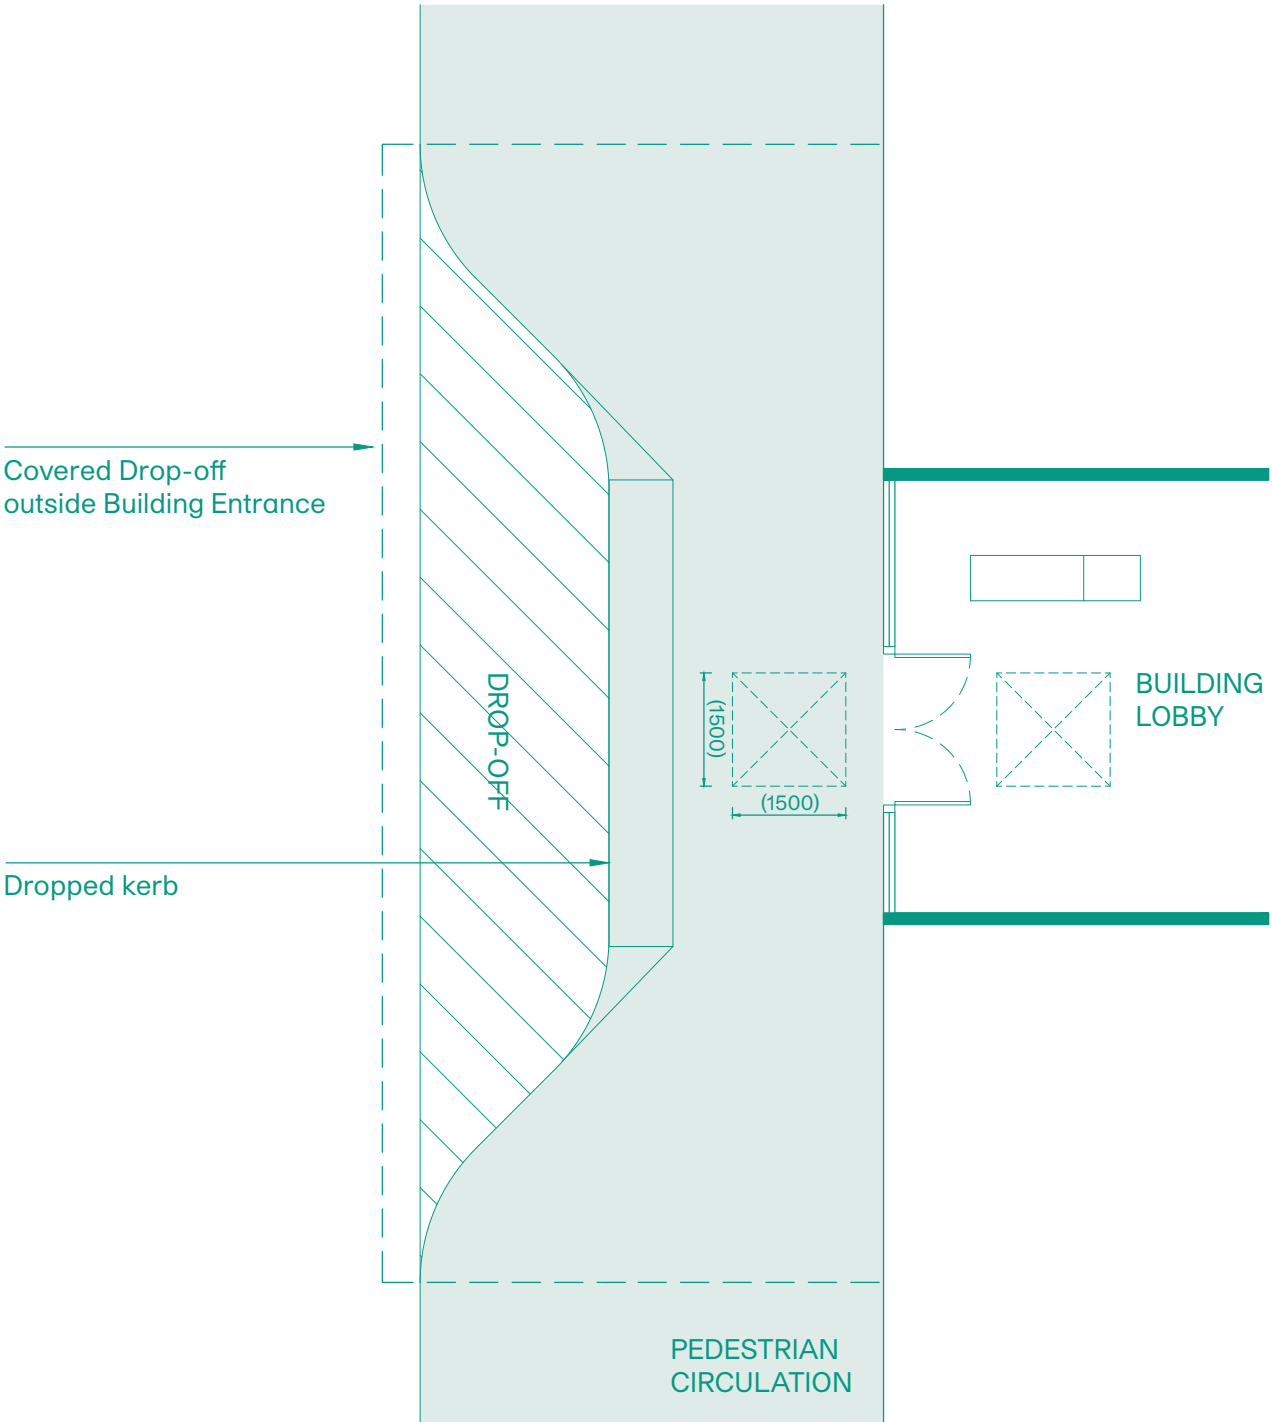 Covered Drop-off
outside Building Entrance
DROP-OFF
(1500)
(1500)
BUILDING
LOBBY
Dropped kerb
PEDESTRIAN
CIRCULATION